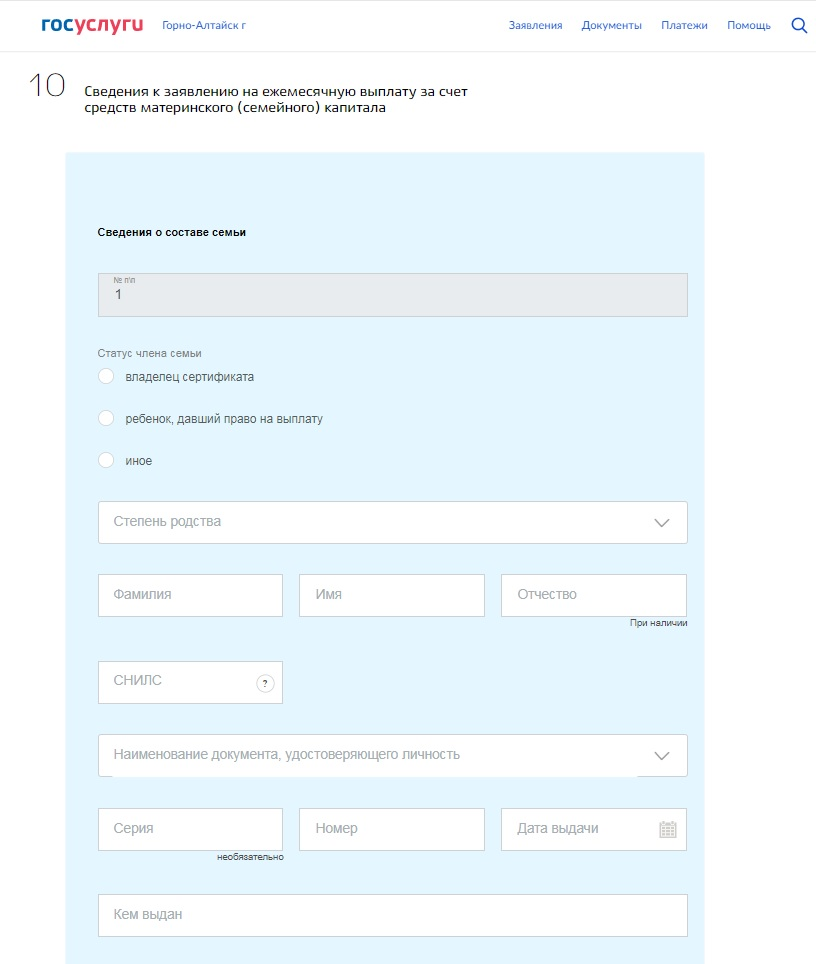 госуслуги Горно-Алтайск г Заявления Документы Платежи Помощь
10 Сведения к заявлению на ежемесячную выплату за счет
средств материнского (семейного) капитала
Сведения о составе семьи
№ п\п
1
Статус члена семьи
владелец сертификата
ребенок, давший право на выплату
иное
Степень родства
Фамилия Имя Отчество
При наличии
СНИЛС ?
Наименование документа, удостоверяющего личность
Серия Номер Дата выдачи
необязательно
Кем выдан